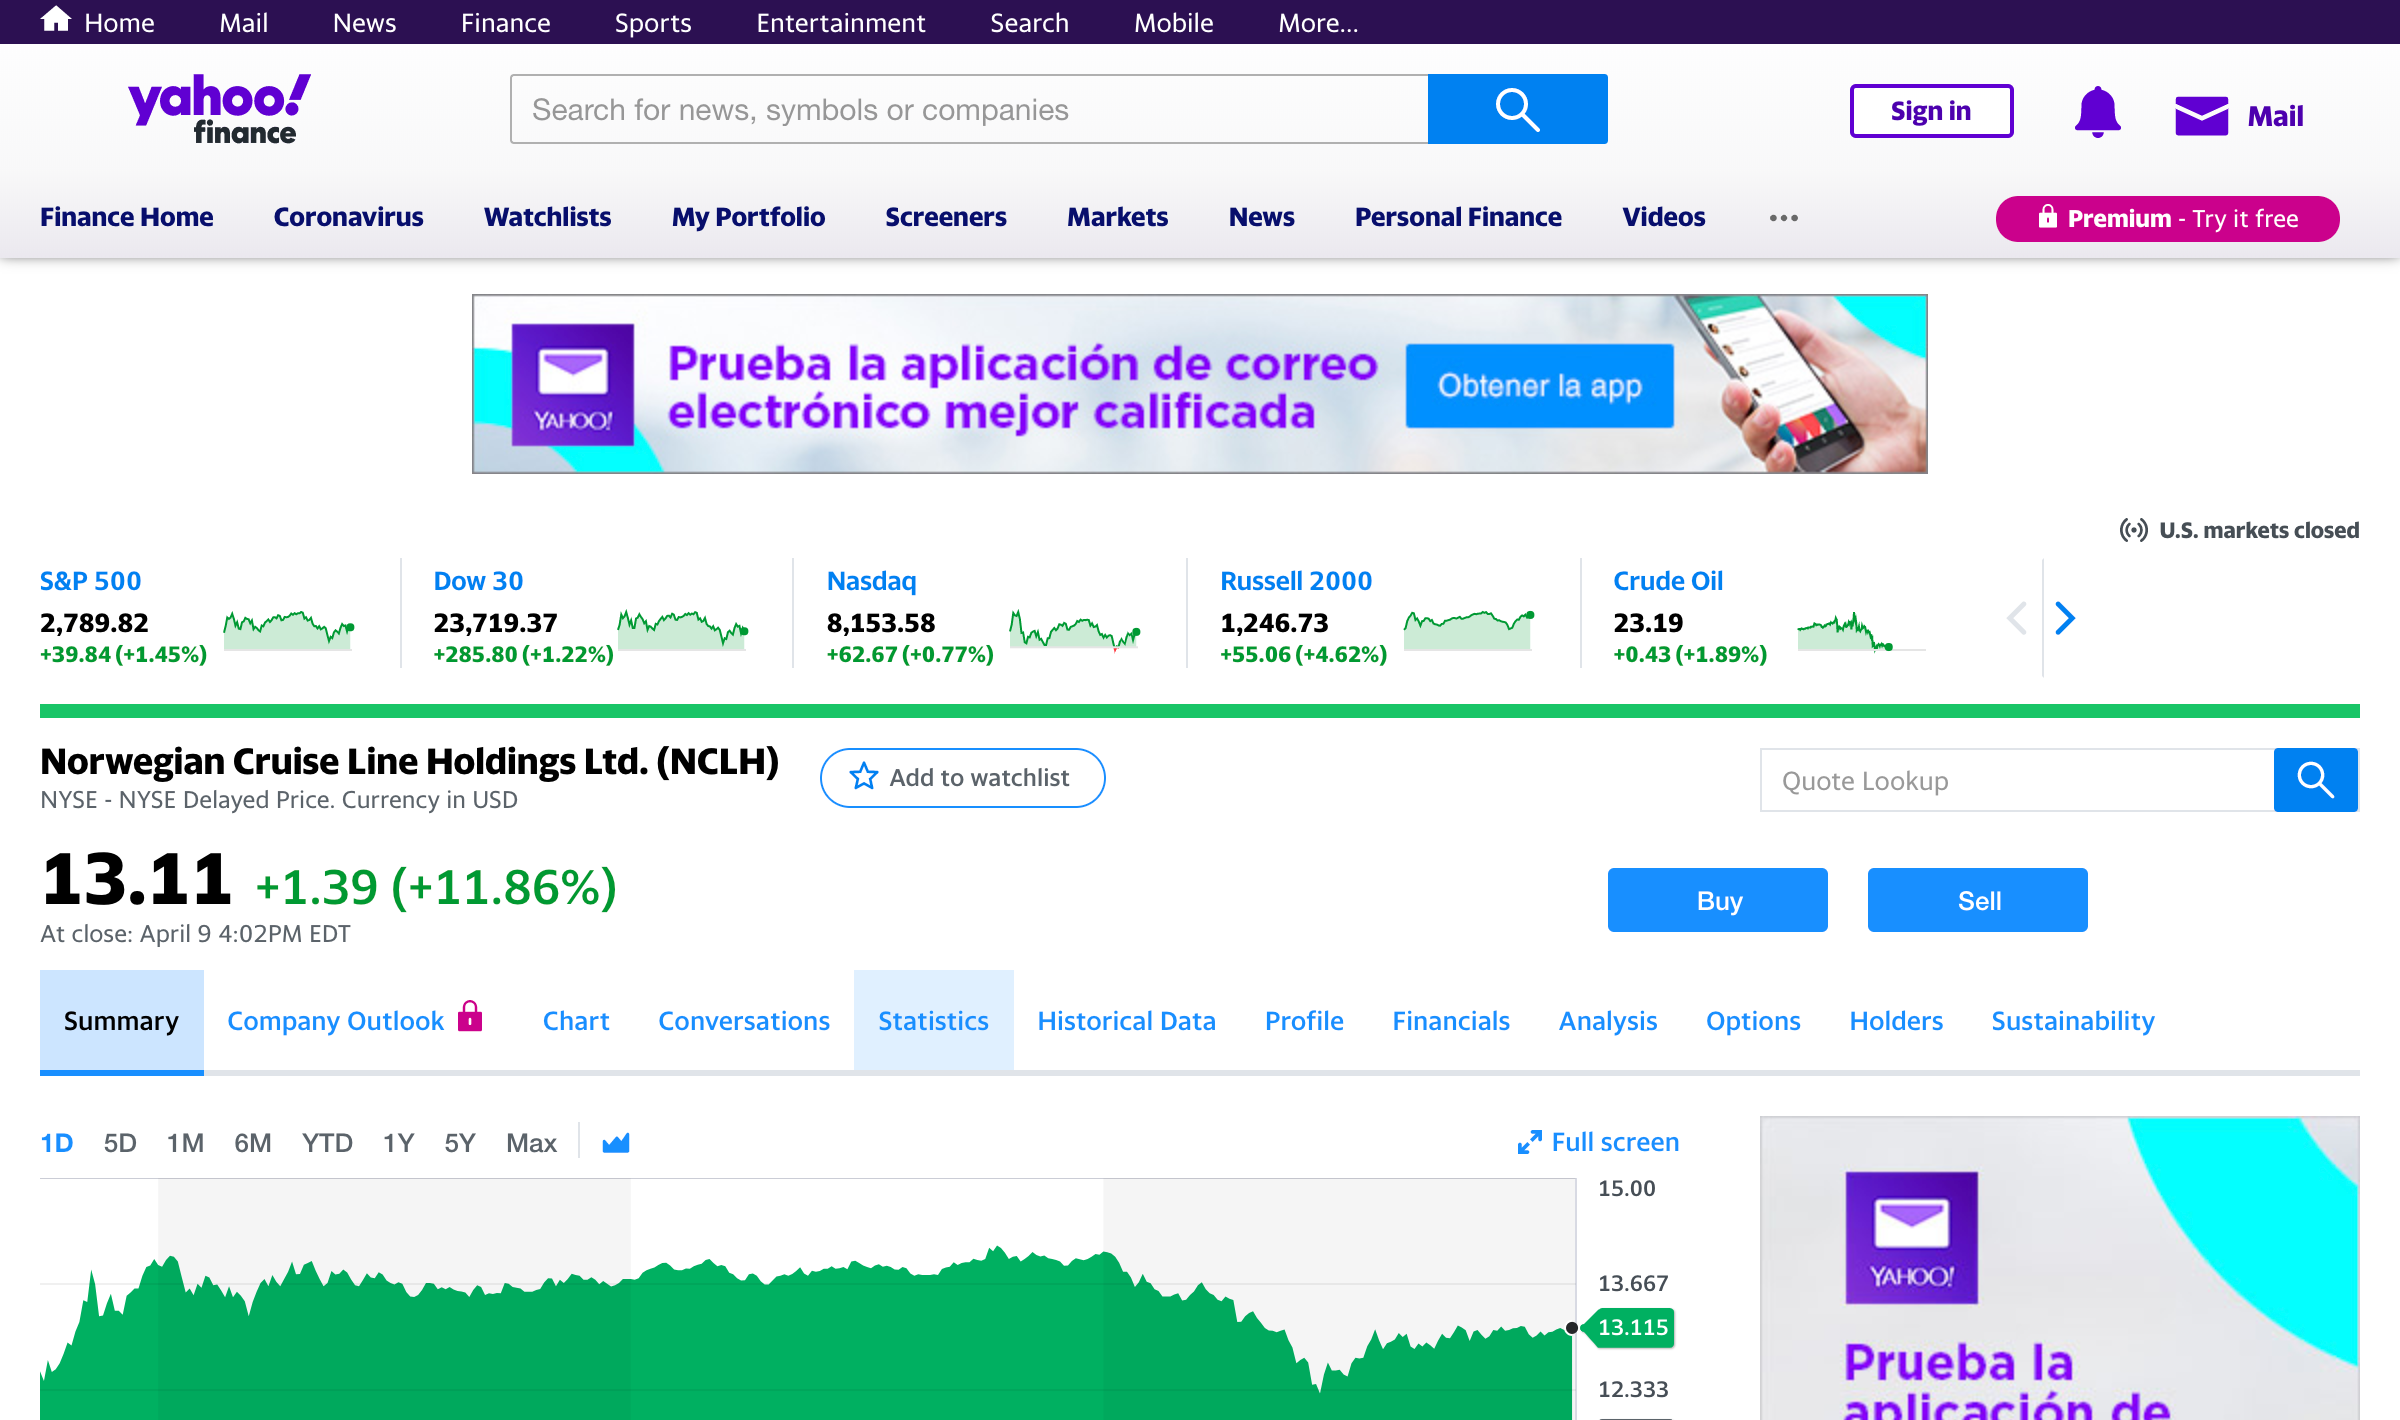 Home Mail News Finance Sports Entertainment Search Mobile More...
yahoo! finance
Search for news, symbols or companies
Sign in
Mail
Finance Home Coronavirus Watchlists My Portfolio Screeners Markets News Personal Finance Videos
Premium - Try it free
YAHOO!
Prueba la aplicación de correo
electrónico mejor calificada
Obtener la app
U.S. markets closed
S&P 500
2,789.82
+39.84 (+1.45%)
Dow 30
23,719.37
+285.80 (+1.22%)
Nasdaq
8,153.58
+62.67 (+0.77%)
Russell 2000
1,246.73
+55.06 (+4.62%)
Crude Oil
23.19
+0.43 (+1.89%)
Norwegian Cruise Line Holdings Ltd. (NCLH)
NYSE - NYSE Delayed Price. Currency in USD
Add to watchlist
Quote Lookup
13.11 +1.39 (+11.86%)
At close: April 9 4:02PM EDT
Buy
Sell
Summary Company Outlook Chart Conversations Statistics Historical Data Profile Financials Analysis Options Holders Sustainability
1D 5D 1M 6M YTD 1Y 5Y Max
Full screen
15.00
13.667
13.115
12.333
YAHOO!
Prueba la
aplicación de